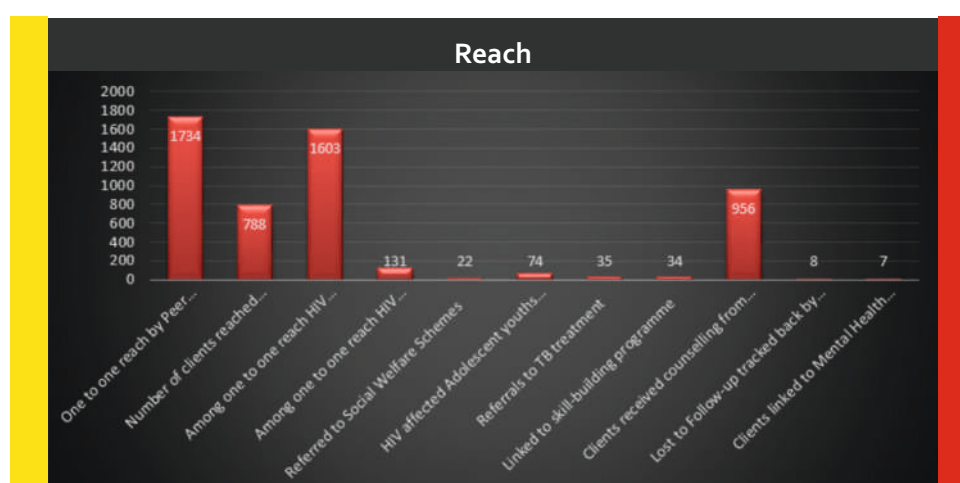 Reach
2000
1800
1600
1400
1200
1000
800
600
400
200
0
1734
788
1603
131
22
74
35
34
956
8
7
One to one reach by Peer...
Number of clients reached...
Among one to one reach HIV...
Among one to one reach HIV...
Referred to Social Welfare Schemes
HIV affected Adolescent youths...
Referrals to TB treatment
Linked to skill-building programme
Clients received counselling from...
Lost to Follow-up tracked back by...
Clients linked to Mental Health...